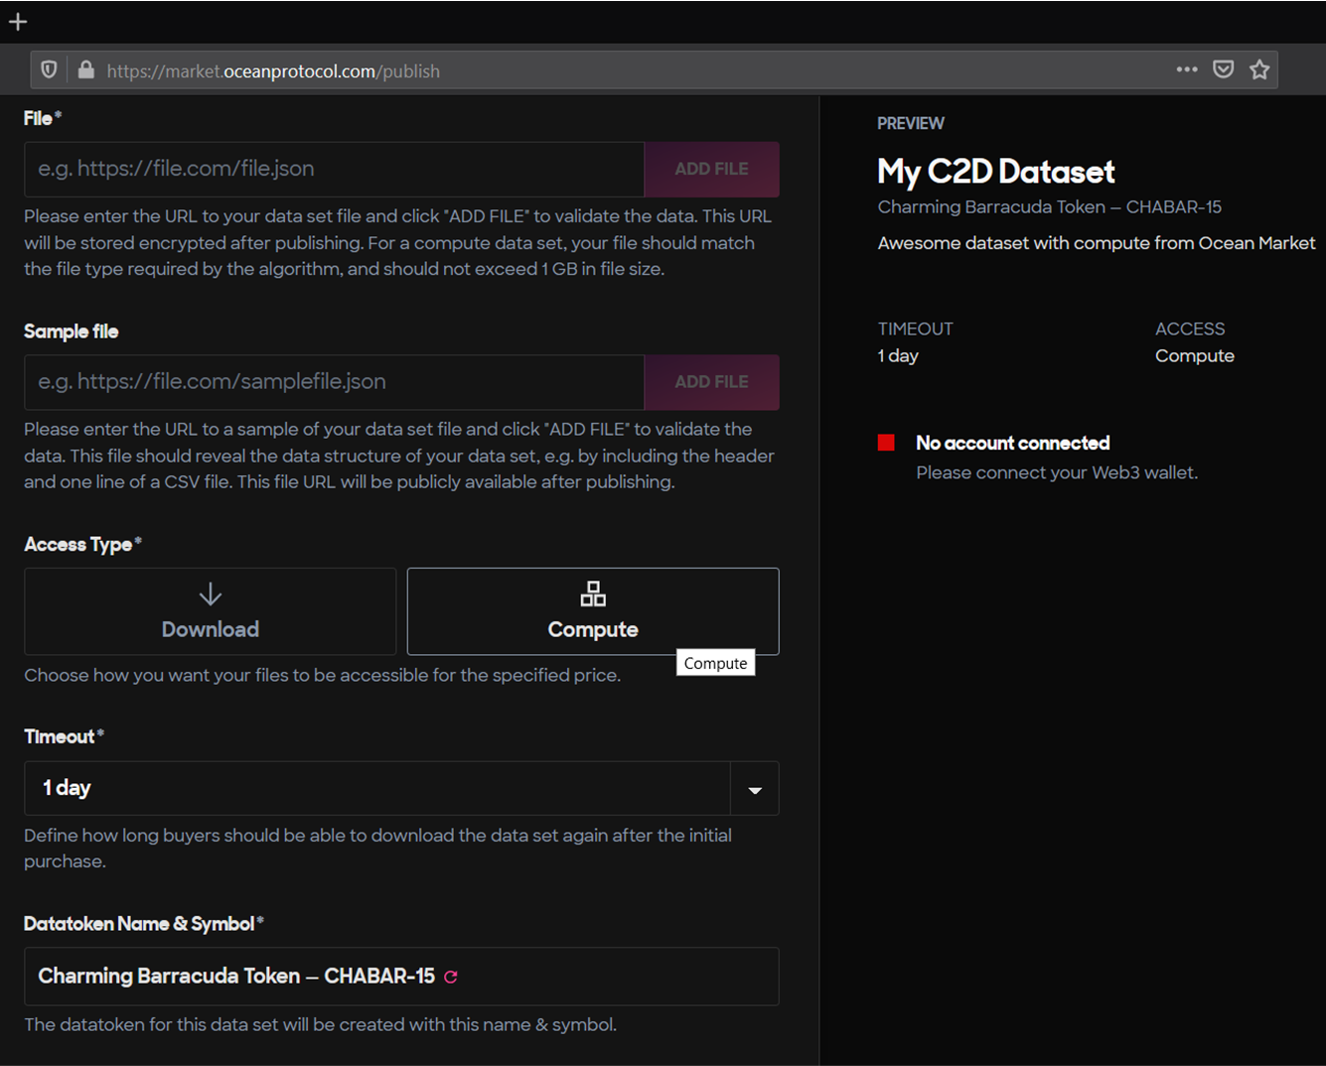 https://market.oceanprotocol.com/publish
File*
e.g. https://file.com/file.json
ADD FILE
Please enter the URL to your data set file and click "ADD FILE" to validate the data. This URL
will be stored encrypted after publishing. For a compute data set, your file should match
the file type required by the algorithm, and should not exceed 1 GB in file size.
Sample file
e.g. https://file.com/samplefile.json
ADD FILE
Please enter the URL to a sample of your data set file and click "ADD FILE" to validate the
data. This file should reveal the data structure of your data set, e.g. by including the header
and one line of a CSV file. This file URL will be publicly available after publishing.
Access Type*
Download
Compute
Compute
Choose how you want your files to be accessible for the specified price.
Timeout*
1 day
Define how long buyers should be able to download the data set again after the initial
purchase.
Datatoken Name & Symbol*
Charming Barracuda Token — CHABAR-15
The datatoken for this data set will be created with this name & symbol.
PREVIEW
My C2D Dataset
Charming Barracuda Token — CHABAR-15
Awesome dataset with compute from Ocean Market
TIMEOUT
1 day
ACCESS
Compute
No account connected
Please connect your Web3 wallet.